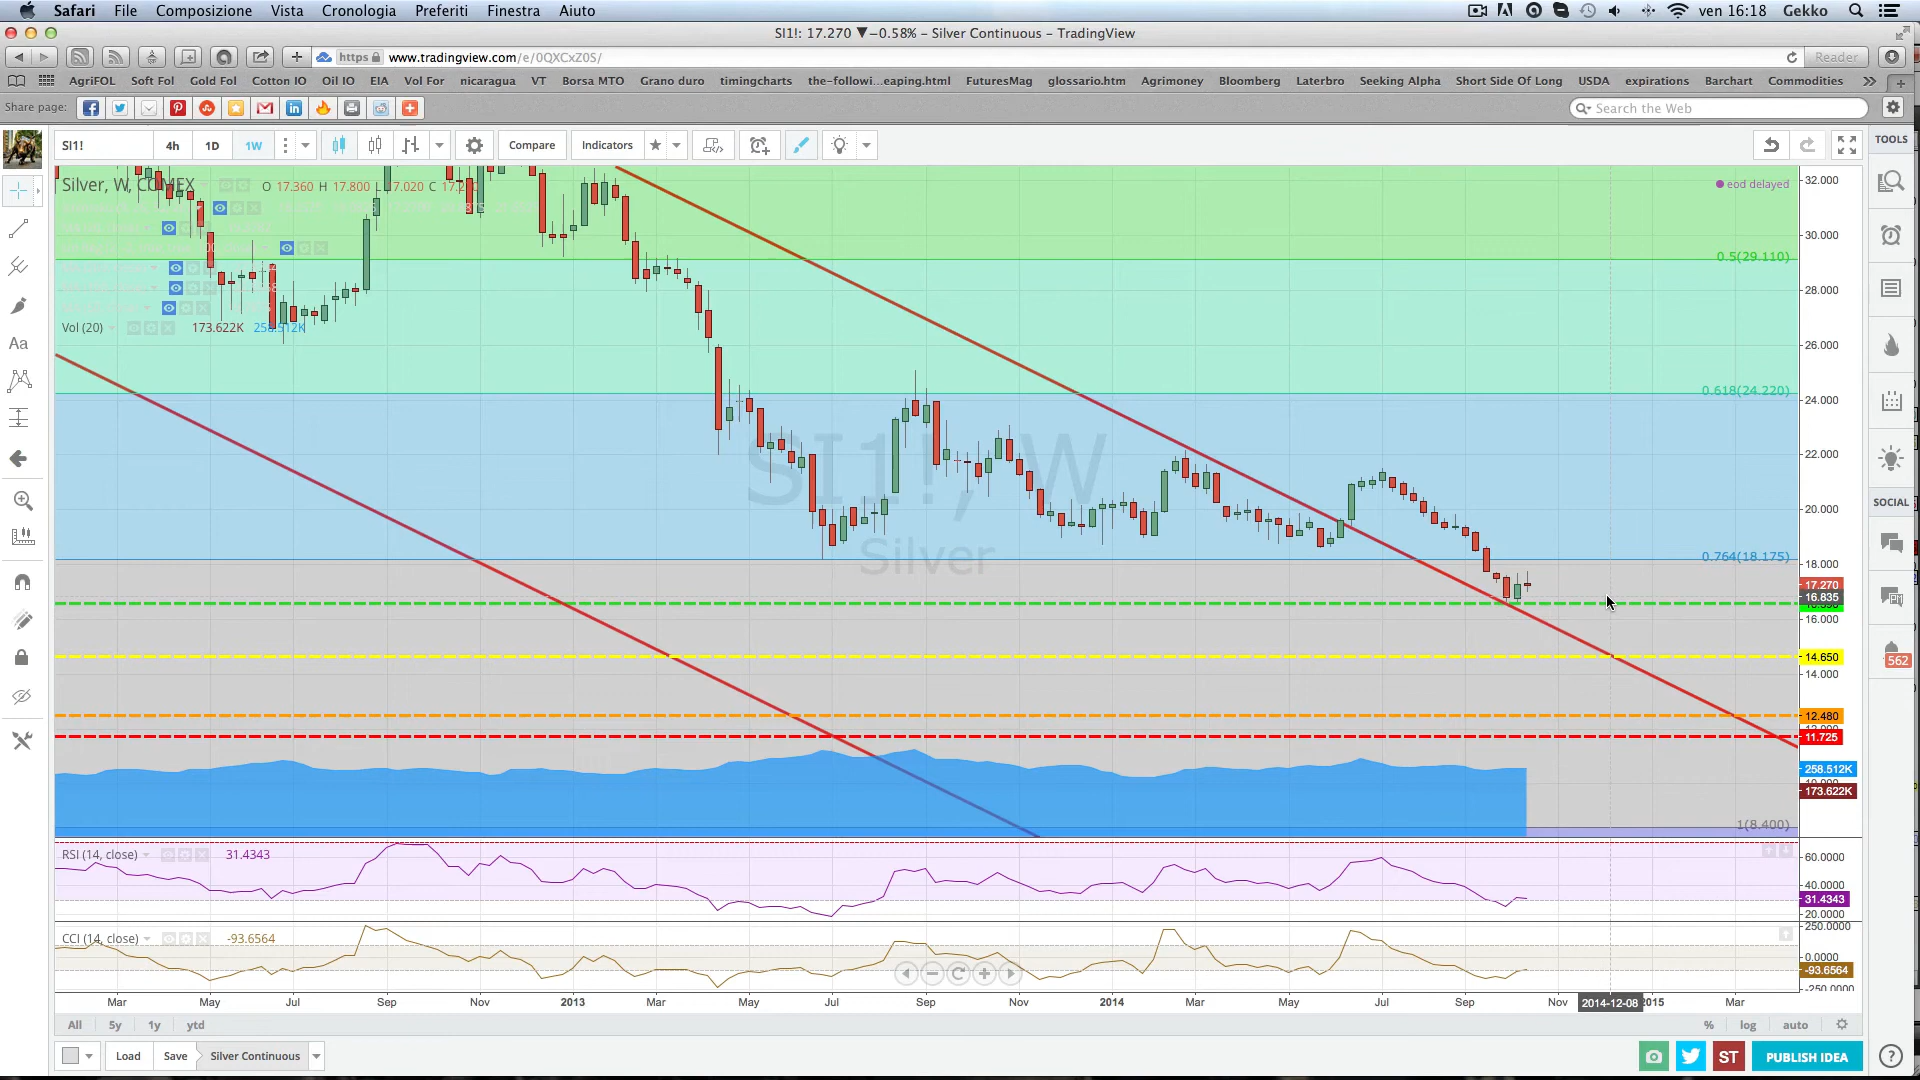 Safari File Composizione Vista Cronologia Preferiti Finestra Aiuto ven 16:18 Gekko
SI1!: 17.270 ▼−0.58% – Silver Continuous – TradingView
https www.tradingview.com/e/0QXCxZ0S/ Reader
AgriFOL Soft Fol Gold Fol Cotton IO Oil IO EIA Vol For nicaragua VT Borsa MTO Grano duro timingcharts the-followi...eaping.html FuturesMag glossario.htm Agrimoney Bloomberg Laterbro Seeking Alpha Short Side Of Long USDA expirations Barchart Commodities
Share page: Search the Web
SI1! 4h 1D 1W Compare Indicators TOOLS
Silver, W, COMEX O 17.360 H 17.800 L 17.020 C
eod delayed
Vol (20) 173.622K 258.512K
SI1!, W
Silver
0.5(29.110)
0.618(24.220)
0.764(18.175)
1(8.400)
32.000
30.000
28.000
26.000
24.000
22.000
20.000
18.000
17.270
16.835
16.000
14.650
14.000
12.480
11.725
258.512K
173.622K
SOCIAL
562
RSI (14, close) 31.4343
60.0000
40.0000
31.4343
20.0000
CCI (14, close) -93.6564
250.0000
0.0000
-93.6564
-250.0000
Mar May Jul Sep Nov 2013 Mar May Jul Sep Nov 2014 Mar May Jul Sep Nov 2014-12-08 2015 Mar
All 5y 1y ytd % log auto
Load Save Silver Continuous ST PUBLISH IDEA ?